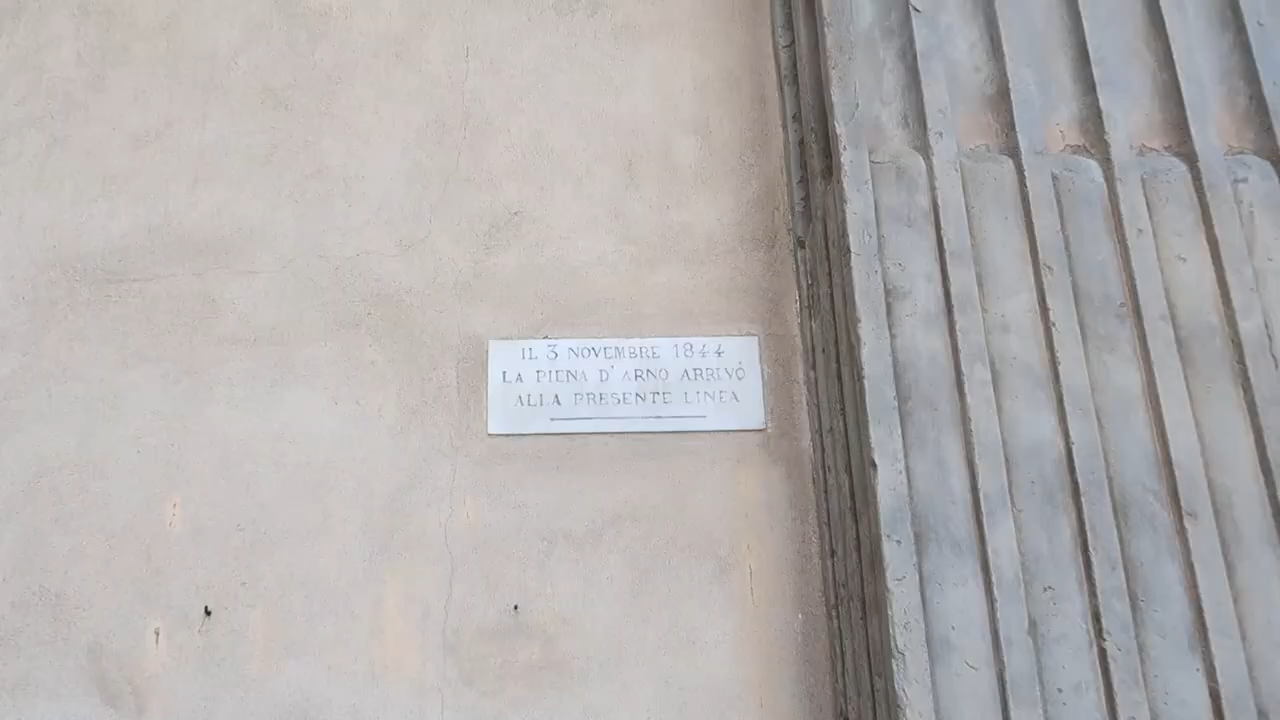 IL 3 NOVEMBRE 1844
LA PIENA D' ARNO ARRIVÒ
ALLA PRESENTE LINEA